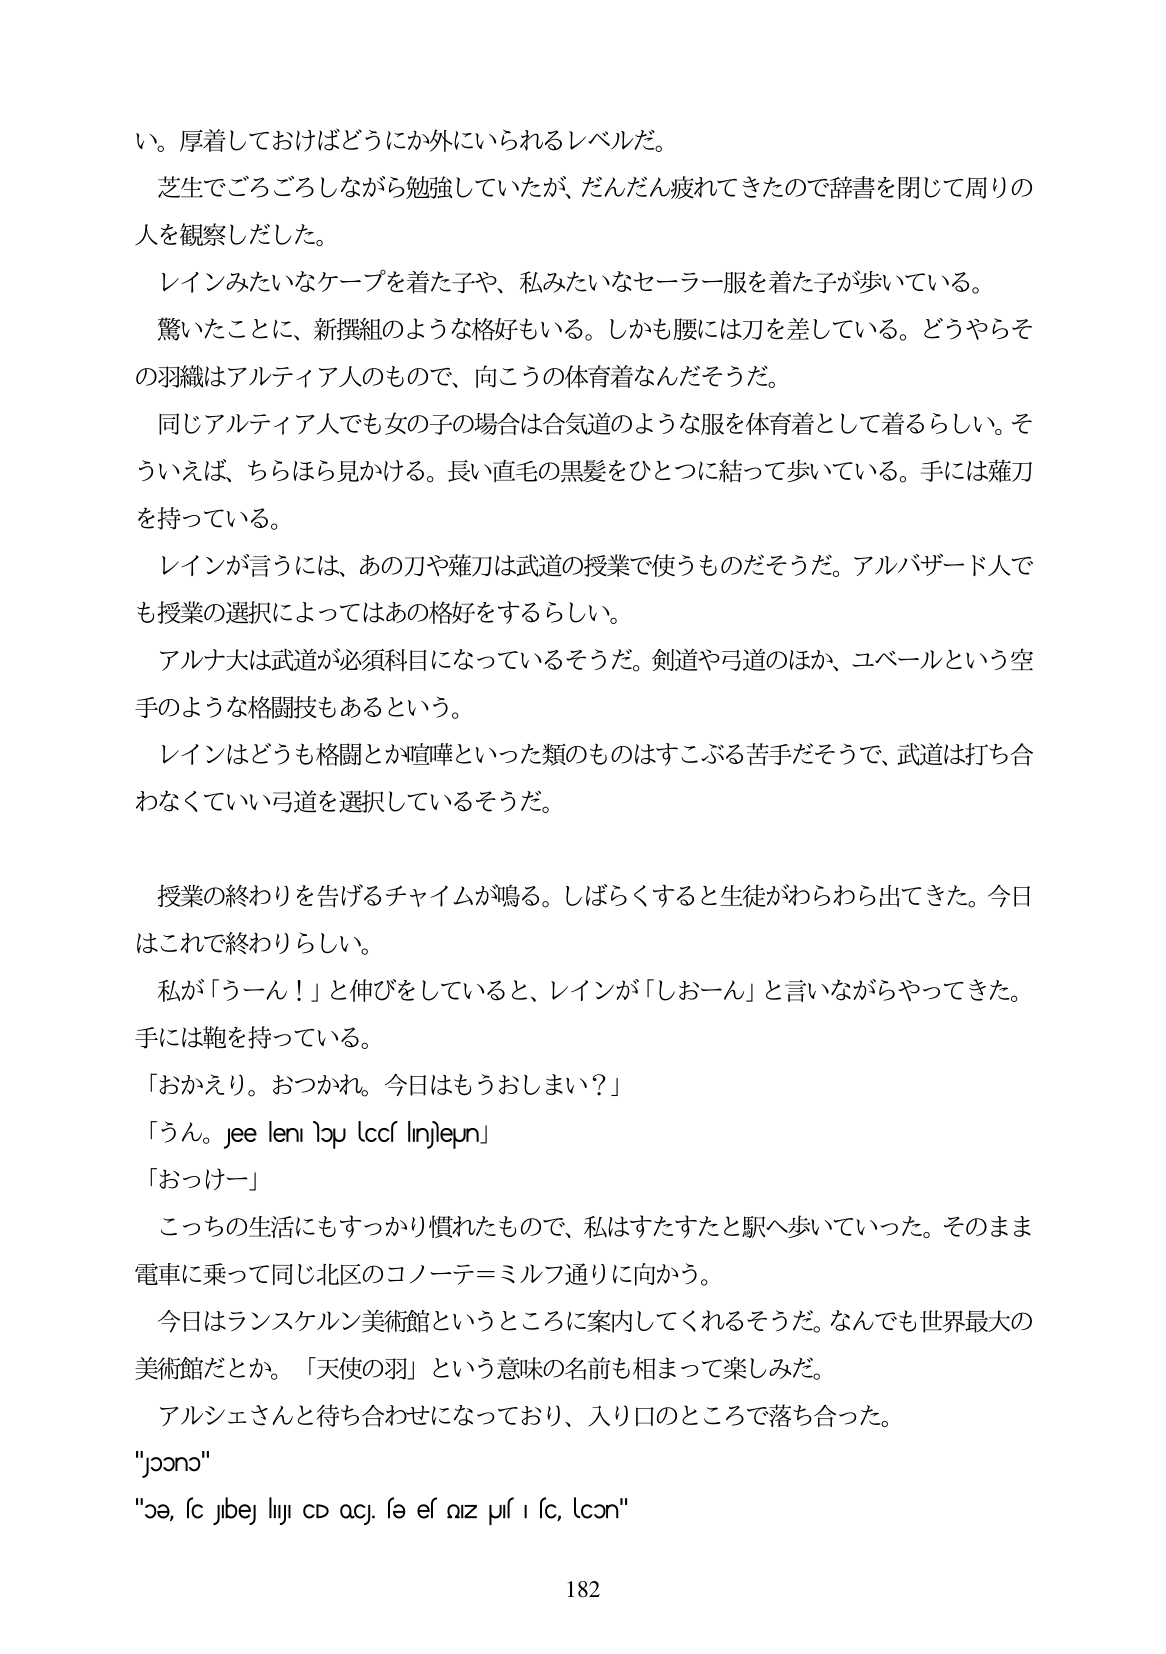 い。厚着しておけばどうにか外にいられるレベルだ。
芝生でごろごろしながら勉強していたが、だんだん疲れてきたので辞書を閉じて周りの
人を観察しだした。
レインみたいなケープを着た子や、私みたいなセーラー服を着た子が歩いている。
驚いたことに、新撰組のような格好もいる。しかも腰には刀を差している。どうやらそ
の羽織はアルティア人のもので、向こうの体育着なんだそうだ。
同じアルティア人でも女の子の場合は合気道のような服を体育着として着るらしい。そ
ういえば、ちらほら見かける。長い直毛の黒髪をひとつに結って歩いている。手には薙刀
を持っている。
レインが言うには、あの刀や薙刀は武道の授業で使うものだそうだ。アルバザード人で
も授業の選択によってはあの格好をするらしい。
アルナ大は武道が必須科目になっているそうだ。剣道や弓道のほか、ユベールという空
手のような格闘技もあるという。
レインはどうも格闘とか喧嘩といった類のものはすこぶる苦手だそうで、武道は打ち合
わなくていい弓道を選択しているそうだ。
授業の終わりを告げるチャイムが鳴る。しばらくすると生徒がわらわら出てきた。今日
はこれで終わりらしい。
私が「うーん！」と伸びをしていると、レインが「しおーん」と言いながらやってきた。
手には鞄を持っている。
「おかえり。おつかれ。今日はもうおしまい？」
「うん。
「おっけー」
こっちの生活にもすっかり慣れたもので、私はすたすたと駅へ歩いていった。そのまま
電車に乗って同じ北区のコノーテ＝ミルフ通りに向かう。
今日はランスケルン美術館というところに案内してくれるそうだ。なんでも世界最大の
美術館だとか。「天使の羽」という意味の名前も相まって楽しみだ。
アルシェさんと待ち合わせになっており、入り口のところで落ち合った。
182